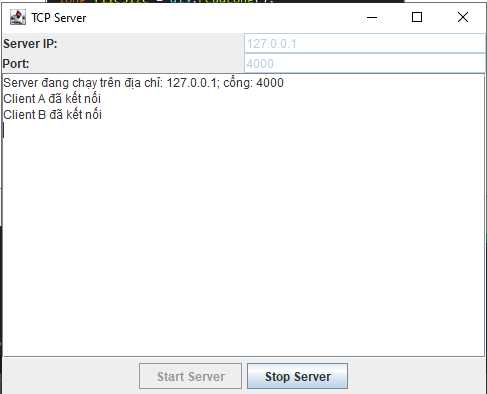 TCP Server
Server IP:
127.0.0.1
Port:
4000
Server đang chạy trên địa chỉ: 127.0.0.1; cổng: 4000
Client A đã kết nối
Client B đã kết nối
Start Server
Stop Server